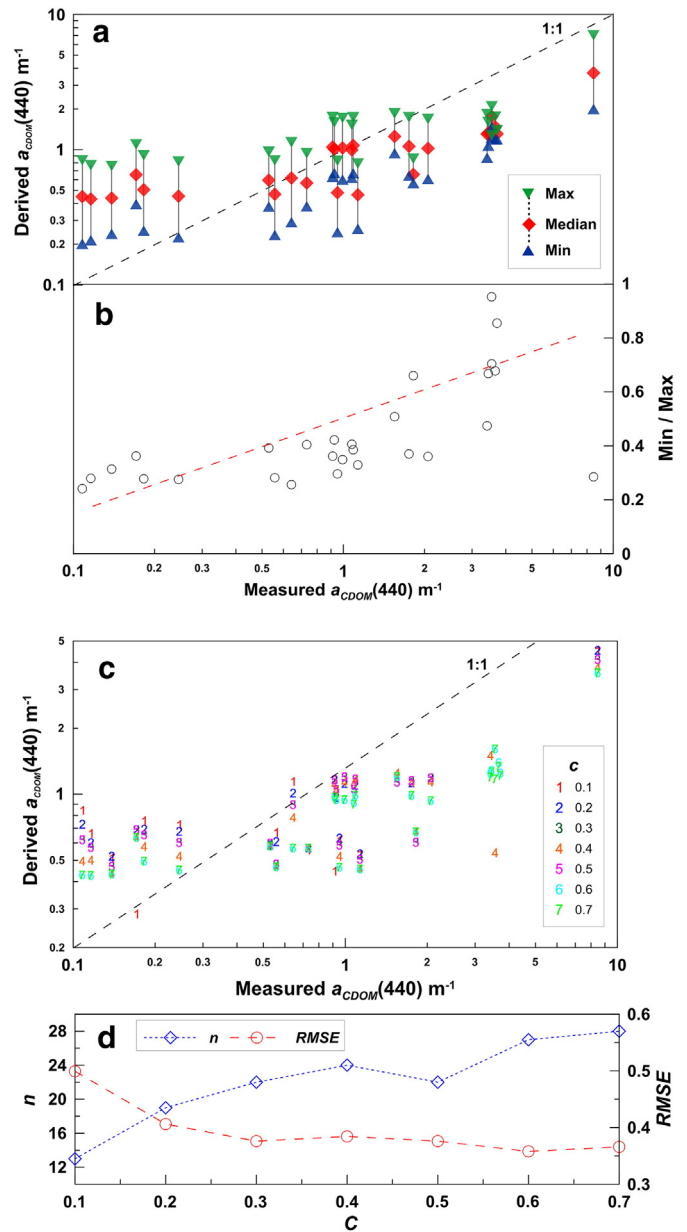 a
1:1
10
5
3
2
1
0.5
0.3
0.2
0.1
Derived aCDOM(440) m-1
Max
Median
Min
b
1
0.8
0.6
0.4
0.2
0
Min / Max
0.1 0.2 0.3 0.5 1 2 3 5 10
Measured aCDOM(440) m-1
c
1:1
5
3
2
1
0.5
0.3
0.2
Derived aCDOM(440) m-1
c
1 0.1
2 0.2
3 0.3
4 0.4
5 0.5
6 0.6
7 0.7
0.1 0.2 0.3 0.5 1 2 3 5 10
Measured aCDOM(440) m-1
d
n RMSE
28
24
20
16
12
n
0.6
0.5
0.4
0.3
RMSE
0.1 0.2 0.3 0.4 0.5 0.6 0.7
C